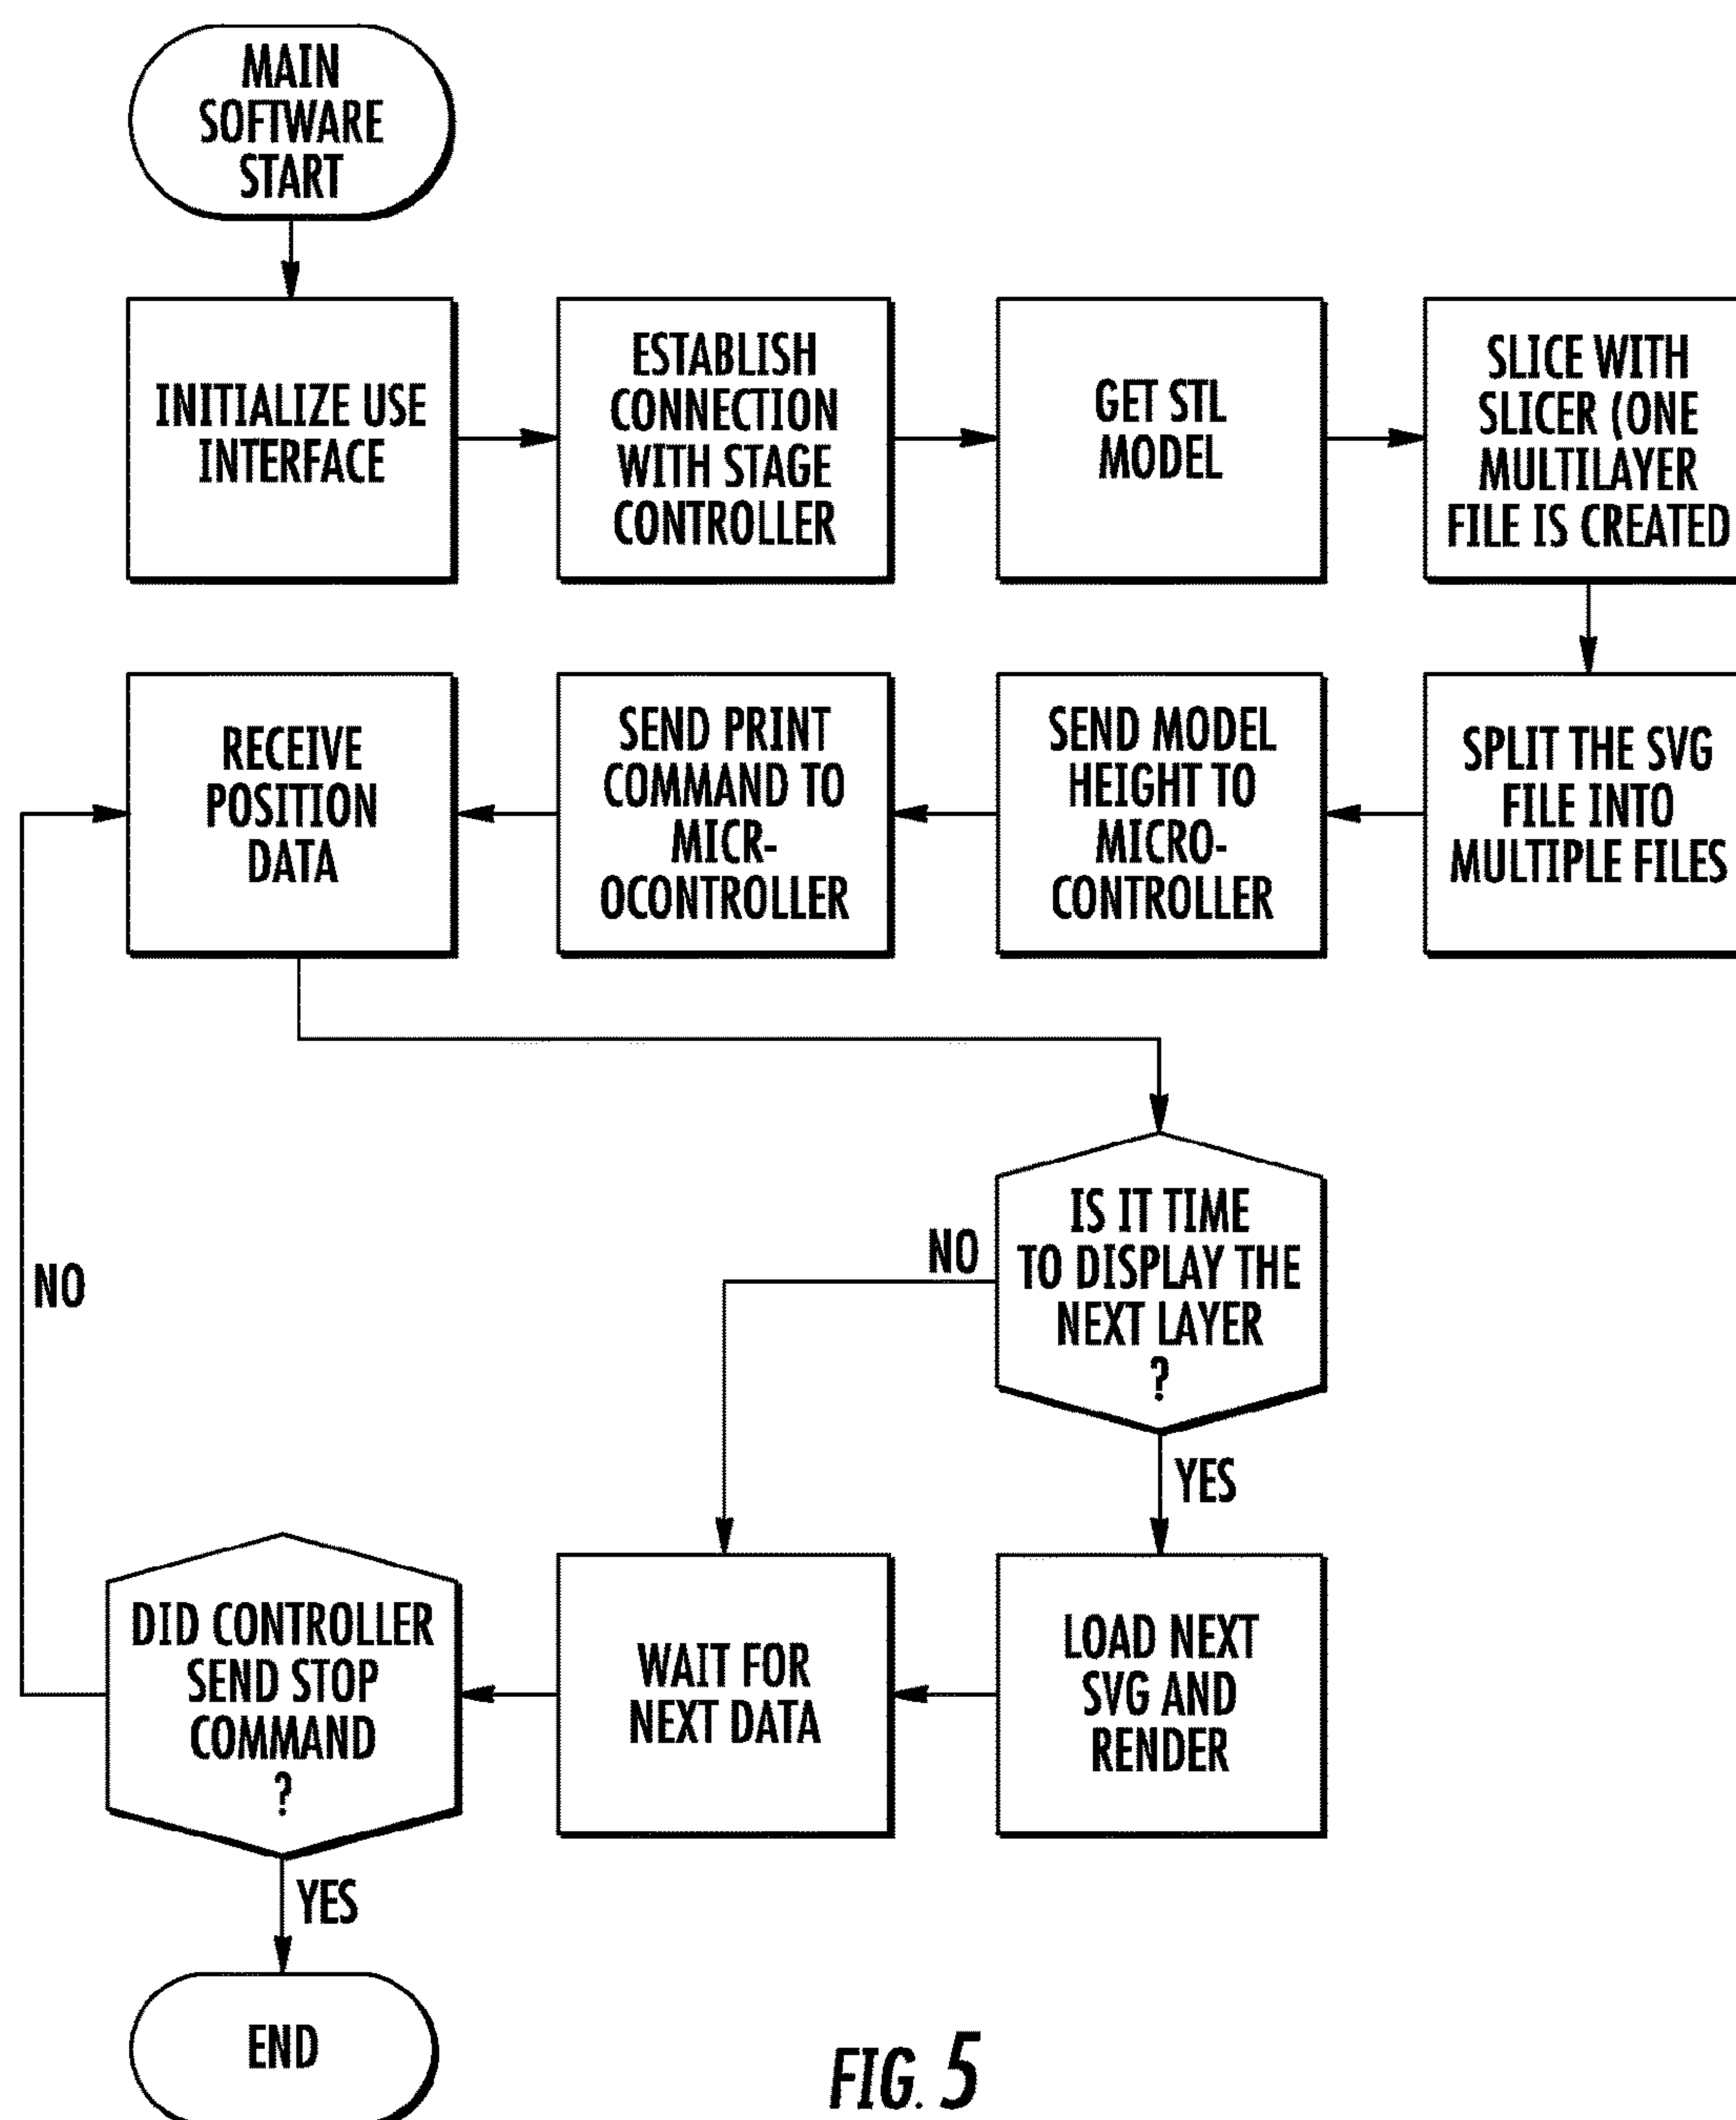 MAIN
SOFTWARE
START
INITIALIZE USE
INTERFACE
ESTABLISH
CONNECTION
WITH STAGE
CONTROLLER
GET STL
MODEL
SLICE WITH
SLICER (ONE
MULTILAYER
FILE IS CREATED
SPLIT THE SVG
FILE INTO
MULTIPLE FILES
SEND MODEL
HEIGHT TO
MICRO-
CONTROLLER
SEND PRINT
COMMAND TO
MICR-
OCONTROLLER
RECEIVE
POSITION
DATA
IS IT TIME
TO DISPLAY THE
NEXT LAYER
?
NO
YES
LOAD NEXT
SVG AND
RENDER
WAIT FOR
NEXT DATA
DID CONTROLLER
SEND STOP
COMMAND
?
NO
YES
END
FIG. 5